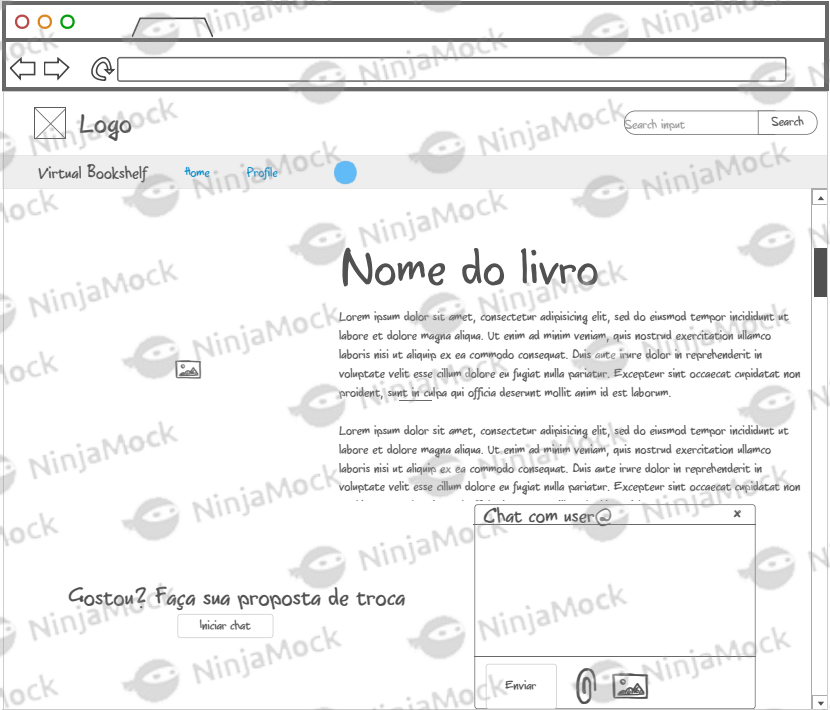 Logo
Search input
Search
Virtual Bookshelf
Home
Profile
Nome do livro
Lorem ipsum dolor sit amet, consectetur adipisicing elit, sed do eiusmod tempor incididunt ut
labore et dolore magna aliqua. Ut enim ad minim veniam, quis nostrud exercitation ullamco
laboris nisi ut aliquip ex ea commodo consequat. Duis aute irure dolor in reprehenderit in
voluptate velit esse cillum dolore eu fugiat nulla pariatur. Excepteur sint occaecat cupidatat non
proident, sunt in culpa qui officia deserunt mollit anim id est laborum.
Lorem ipsum dolor sit amet, consectetur adipisicing elit, sed do eiusmod tempor incididunt ut
labore et dolore magna aliqua. Ut enim ad minim veniam, quis nostrud exercitation ullamco
laboris nisi ut aliquip ex ea commodo consequat. Duis aute irure dolor in reprehenderit in
voluptate velit esse cillum dolore eu fugiat nulla pariatur. Excepteur sint occaecat cupidatat non
Chat com user@
x
Gostou? Faça sua proposta de troca
Iniciar chat
Enviar
NinjaMock